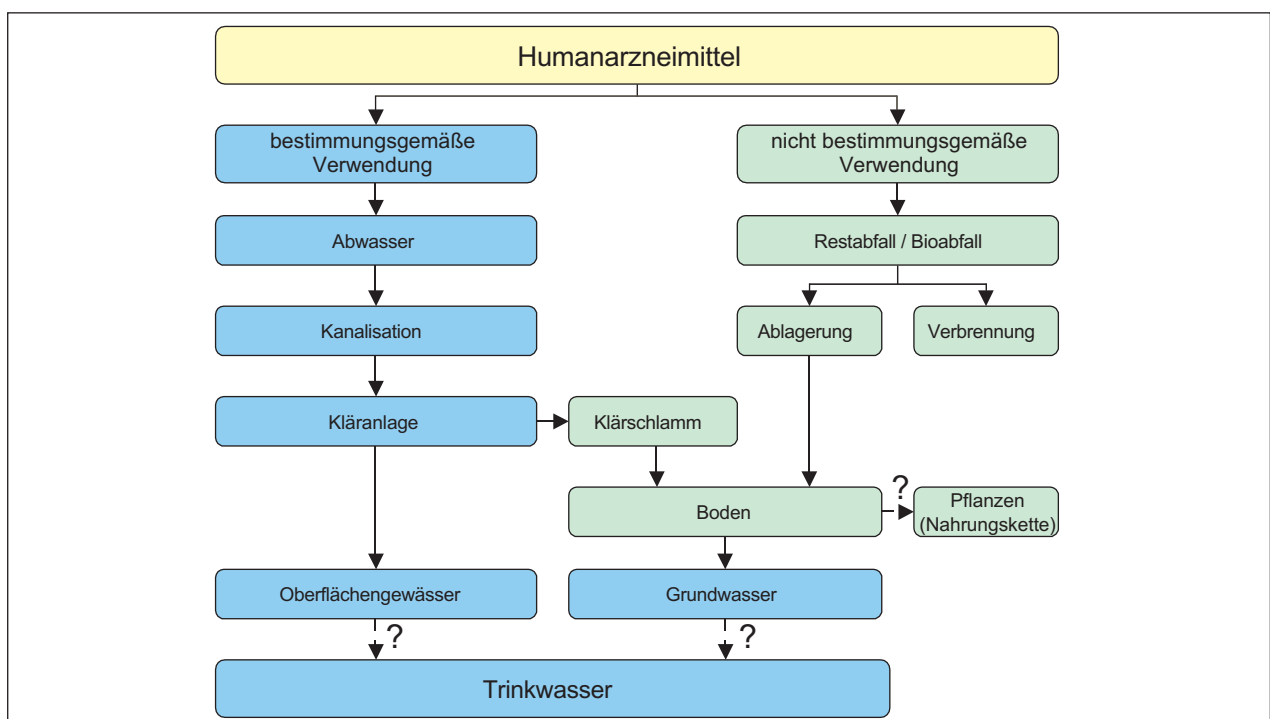 Humanarzneimittel
bestimmungsgemäße
Verwendung
nicht bestimmungsgemäße
Verwendung
Abwasser
Restabfall / Bioabfall
Kanalisation
Ablagerung
Verbrennung
Kläranlage
Klärschlamm
Boden
?
Pflanzen
(Nahrungskette)
Oberflächengewässer
Grundwasser
?
?
Trinkwasser